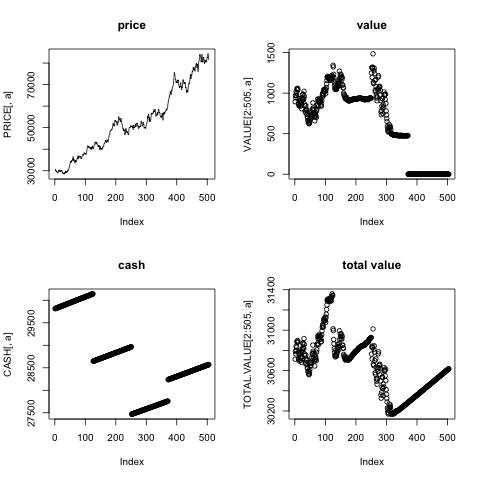 price
PRICE[, a]
30000 50000 70000
0 100 200 300 400 500
Index
value
VALUE[2:505, a]
0 500 1000 1500
0 100 200 300 400 500
Index
cash
CASH[, a]
27500 28500 29500
0 100 200 300 400 500
Index
total value
TOTAL.VALUE[2:505, a]
30200 30600 31000 31400
0 100 200 300 400 500
Index